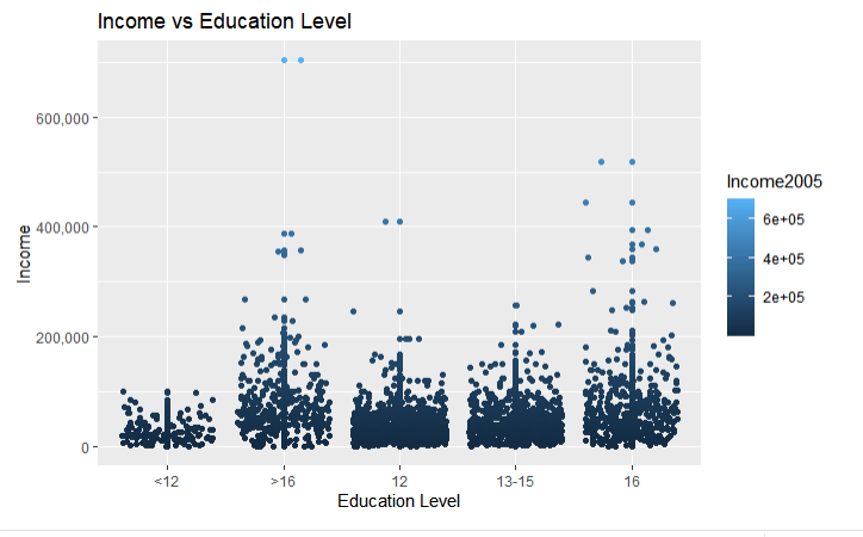 Income vs Education Level
Income
600,000
400,000
200,000
0
<12
>16
12
13-15
16
Education Level
Income2005
6e+05
4e+05
2e+05